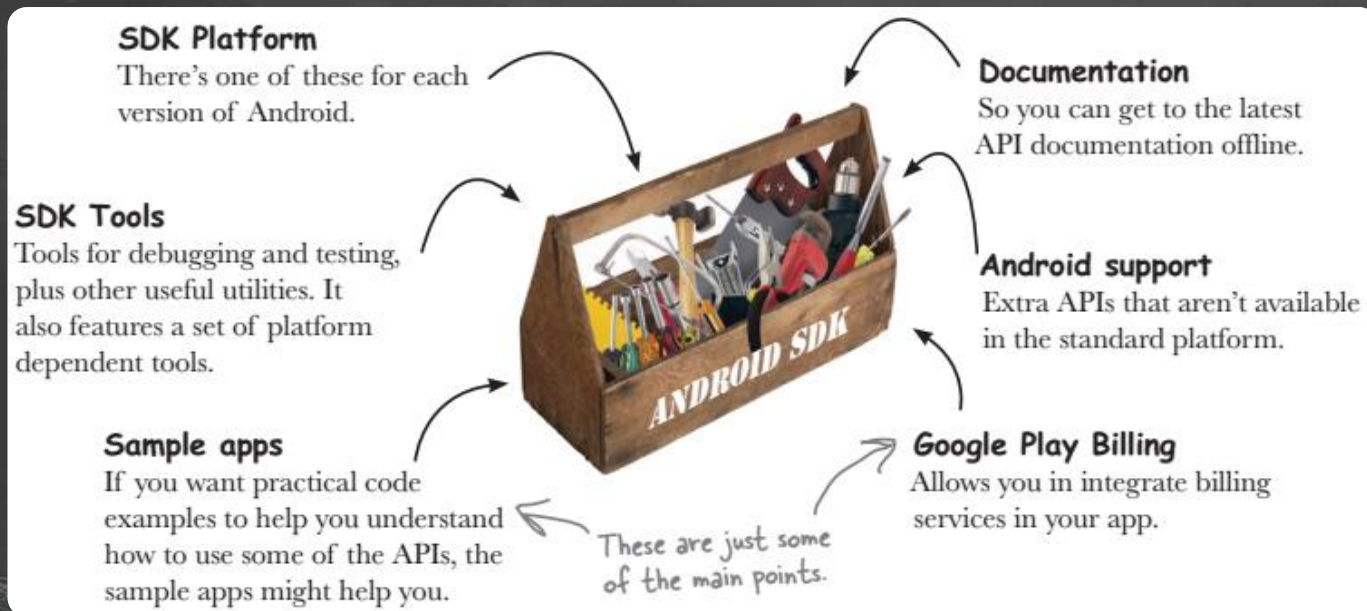 SDK Platform
There's one of these for each
version of Android.
SDK Tools
Tools for debugging and testing,
plus other useful utilities. It
also features a set of platform
dependent tools.
Sample apps
If you want practical code
examples to help you understand
how to use some of the APIs, the
sample apps might help you.
ANDROID SDK
These are just some
of the main points.
Documentation
So you can get to the latest
API documentation offline.
Android support
Extra APIs that aren't available
in the standard platform.
Google Play Billing
Allows you in integrate billing
services in your app.